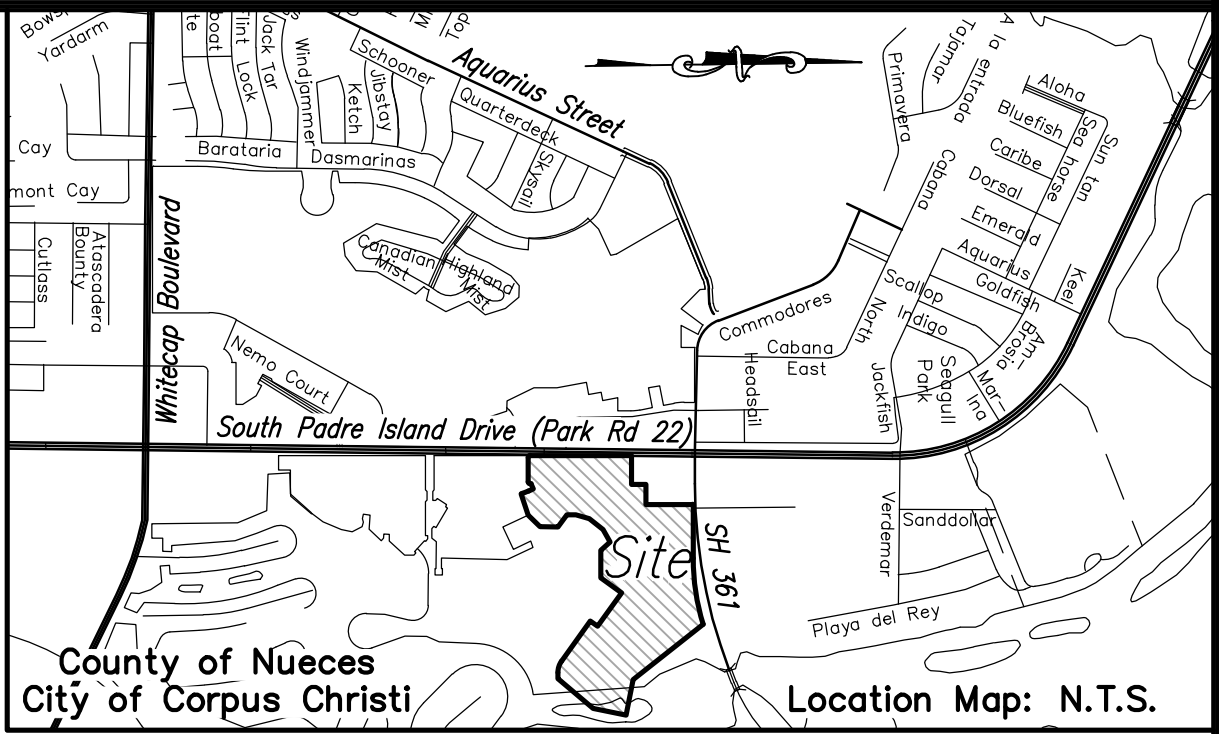 Yardarm
boat
Flint Lock
Jack Tar
Windjammer
Schooner
Ketch
Jibstay
Aquarius Street
Quarterdeck
Skysail
Cay
mont Cay
Barataria
Dasmarinas
Cutlass
Atascadera
Bounty
Whitecap Boulevard
Canadian
Mist
Highland
Mist
Nemo Court
South Padre Island Drive (Park Rd 22)
Primavera
Tajamar
A la entrada
Aloha
Bluefish
Caribe
Dorsal
Emerald
Aquarius
Goldfish
Sea horse
Sun tan
Keel
Cabana
North
Scallop
Indigo
Commodores
Cabana
East
Headsail
Jackfish
Park
Seagull
Am-
Brosia
Mar-
Ina
Site
SH 361
Verdemar
Sanddollar
Playa del Rey
County of Nueces
City of Corpus Christi
Location Map: N.T.S.